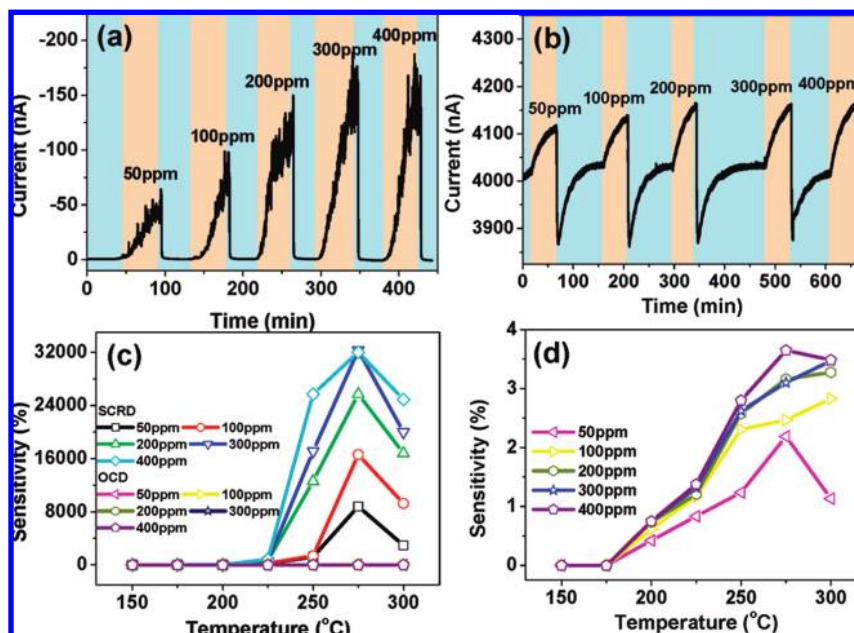 (a)
-200
-150
-100
-50
0
Current (nA)
50ppm
100ppm
200ppm
300ppm
400ppm
0 100 200 300 400
Time (min)
(b)
4300
4200
4100
4000
3900
Current (nA)
50ppm
100ppm
200ppm
300ppm
400ppm
0 100 200 300 400 500 600
Time (min)
(c)
32000
24000
16000
8000
0
Sensitivity (%)
SCRD
50ppm 100ppm
200ppm 300ppm
400ppm
OCD
50ppm 100ppm
200ppm 300ppm
400ppm
150 200 250 300
Temperature (°C)
(d)
4
3
2
1
0
Sensitivity (%)
50ppm
100ppm
200ppm
300ppm
400ppm
150 200 250 300
Temperature (°C)